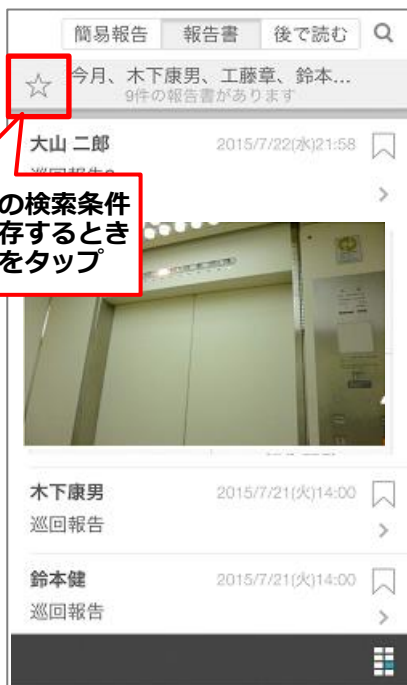 簡易報告 報告書 後で読む
今月、木下康男、工藤章、鈴本...
9件の報告書があります
大山 二郎 2015/7/22(水)21:58
の検索条件
存するとき
をタップ
木下康男 2015/7/21(火)14:00
巡回報告
鈴本健 2015/7/21(火)14:00
巡回報告